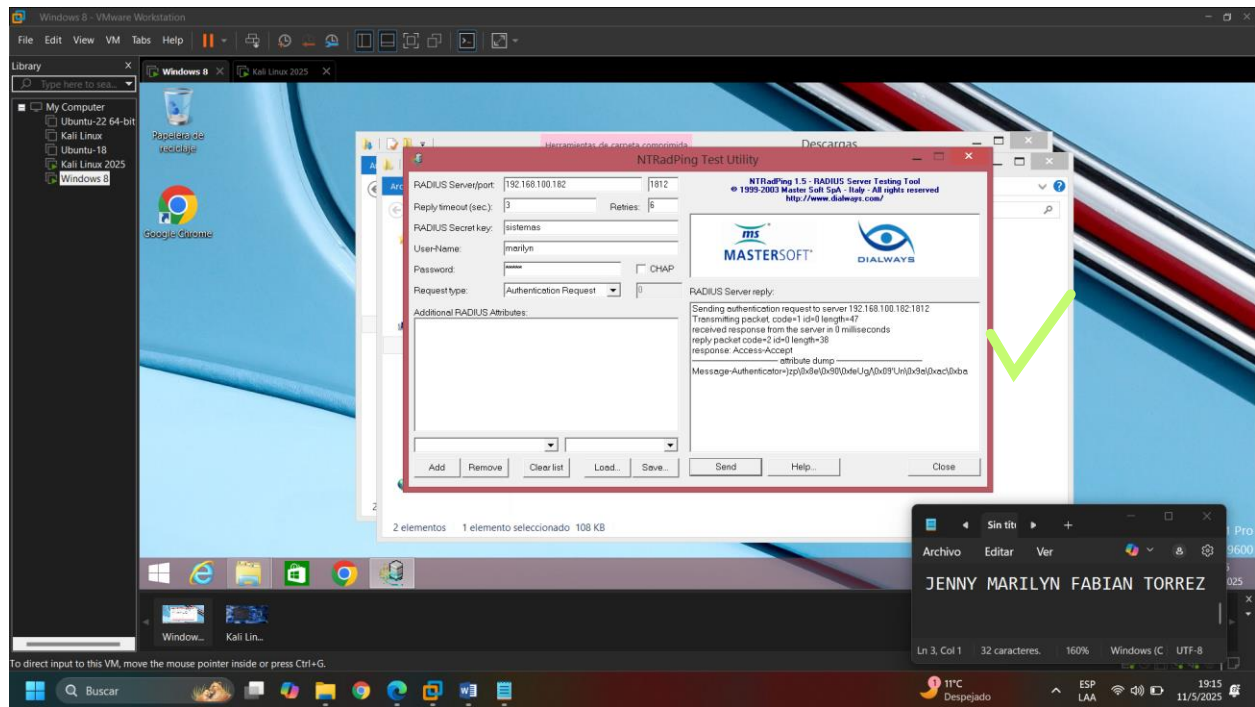 Windows 8 - VMware Workstation
File Edit View VM Tabs Help
Library
Type here to sea...
Windows 8
Kali Linux 2025
My Computer
Ubuntu-22 64-bit
Kali Linux
Ubuntu-18
Kali Linux 2025
Windows 8
Papelera de
reciclaje
Google Chrome
Herramientas de carpeta comprimida
Descargas
NTRadPing Test Utility
RADIUS Server/port:
192.168.100.182
1812
Reply timeout (sec.):
3
Retries:
6
RADIUS Secret key:
sistemas
User-Name:
marilyn
Password:
CHAP
Request type:
Authentication Request
0
Additional RADIUS Attributes:
NTRadPing 1.5 - RADIUS Server Testing Tool
© 1999-2003 Master Soft SpA - Italy - All rights reserved
http://www.dialways.com/
ms
MASTERSOFT
DIALWAYS
RADIUS Server reply:
Sending authentication request to server 192.168.100.182:1812
Transmitting packet, code=1 id=0 length=47
received response from the server in 0 milliseconds
reply packet code=2 id=0 length=38
response: Access-Accept
attribute dump
Add
Remove
Clear list
Load...
Save...
Send
Help...
Close
2 elementos 1 elemento seleccionado 108 KB
Sin tit
Archivo Editar Ver
JENNY MARILYN FABIAN TORREZ
Ln 3, Col 1 32 caracteres. 160% Windows (C UTF-8
Pro
9600
025
Window...
Kali Lin...
To direct input to this VM, move the mouse pointer inside or press Ctrl+G.
Buscar
1
11°C
Despejado
ESP
LAA
19:15
11/5/2025